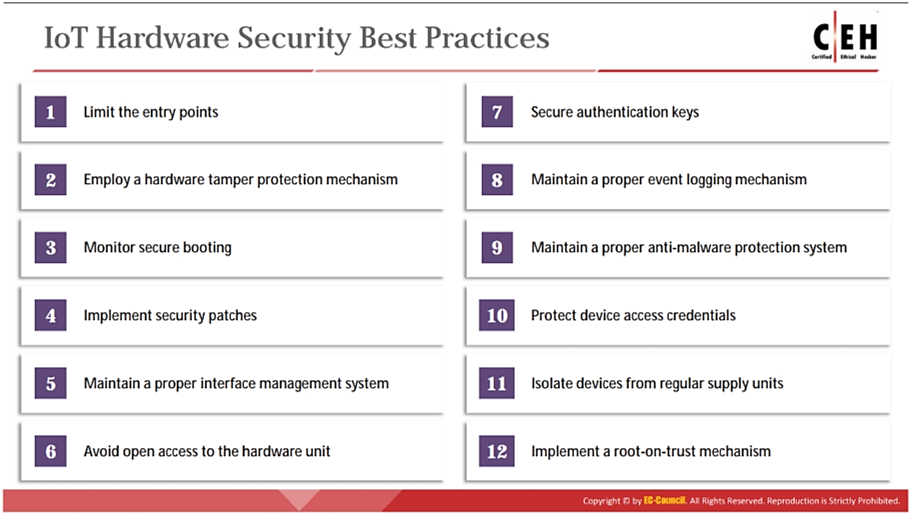 IoT Hardware Security Best Practices
C|EH
Certified Ethical Hacker
1 Limit the entry points
2 Employ a hardware tamper protection mechanism
3 Monitor secure booting
4 Implement security patches
5 Maintain a proper interface management system
6 Avoid open access to the hardware unit
7 Secure authentication keys
8 Maintain a proper event logging mechanism
9 Maintain a proper anti-malware protection system
10 Protect device access credentials
11 Isolate devices from regular supply units
12 Implement a root-on-trust mechanism
Copyright © by EC-Council. All Rights Reserved. Reproduction is Strictly Prohibited.